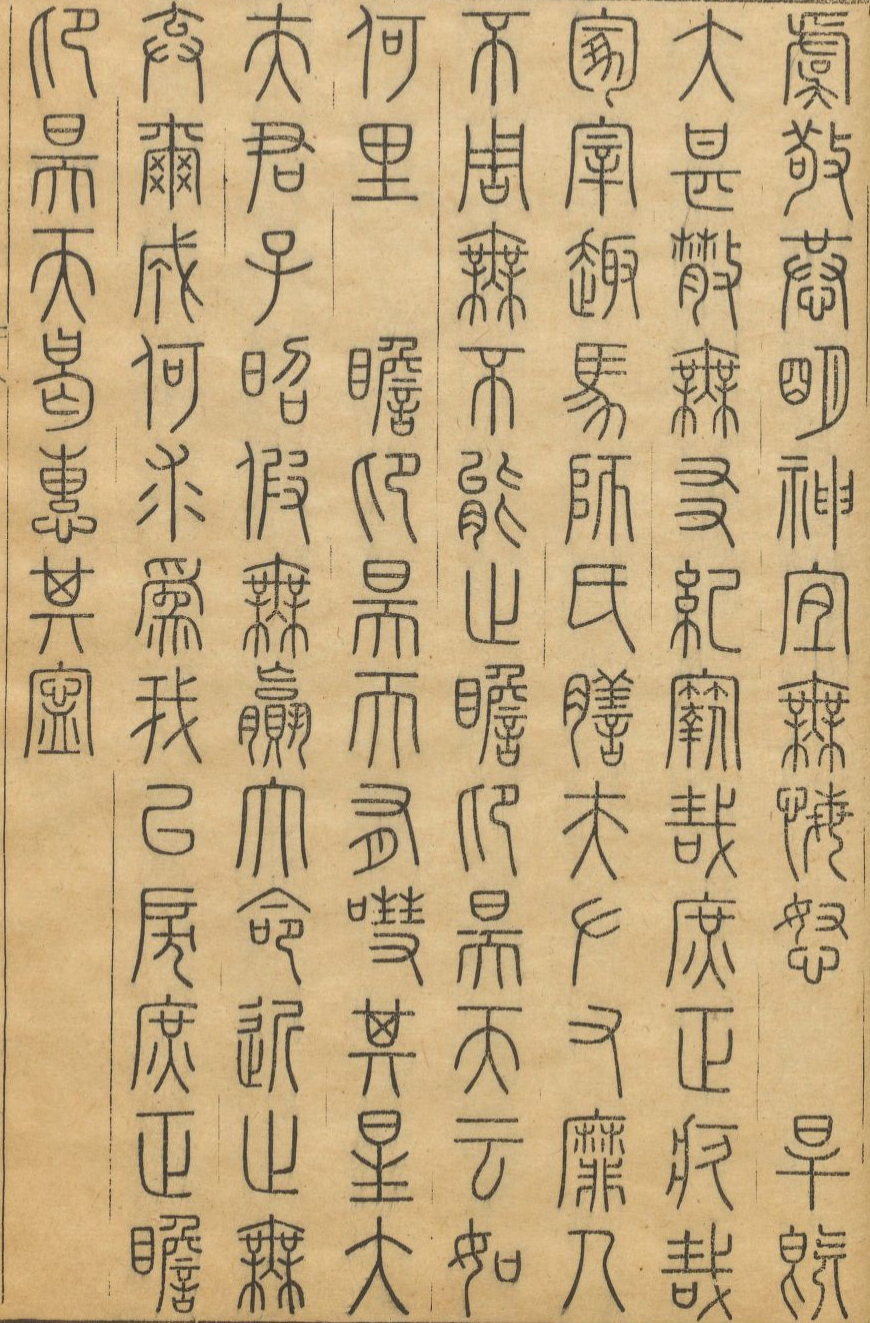 虞敬恭明神宜無悔怒　旱既
大甚散無友紀鞫哉庶正疚哉
冢宰趣馬師氏膳夫左右靡人
不周無不能止瞻卬昊天云如
何里　瞻卬昊天有嘒其星大
夫君子昭假無贏大命近止無
棄爾成何求爲我以戾庶正瞻
卬昊天曷惠其寧